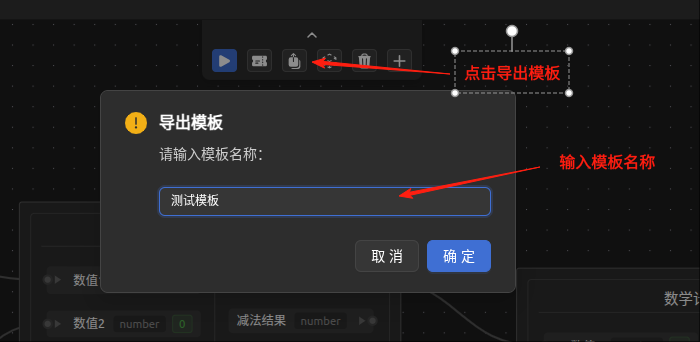 点击导出模板
导出模板
请输入模板名称：
输入模板名称
测试模板
取 消
确 定
数值
数学计
数值2
number
0
减法结果
number